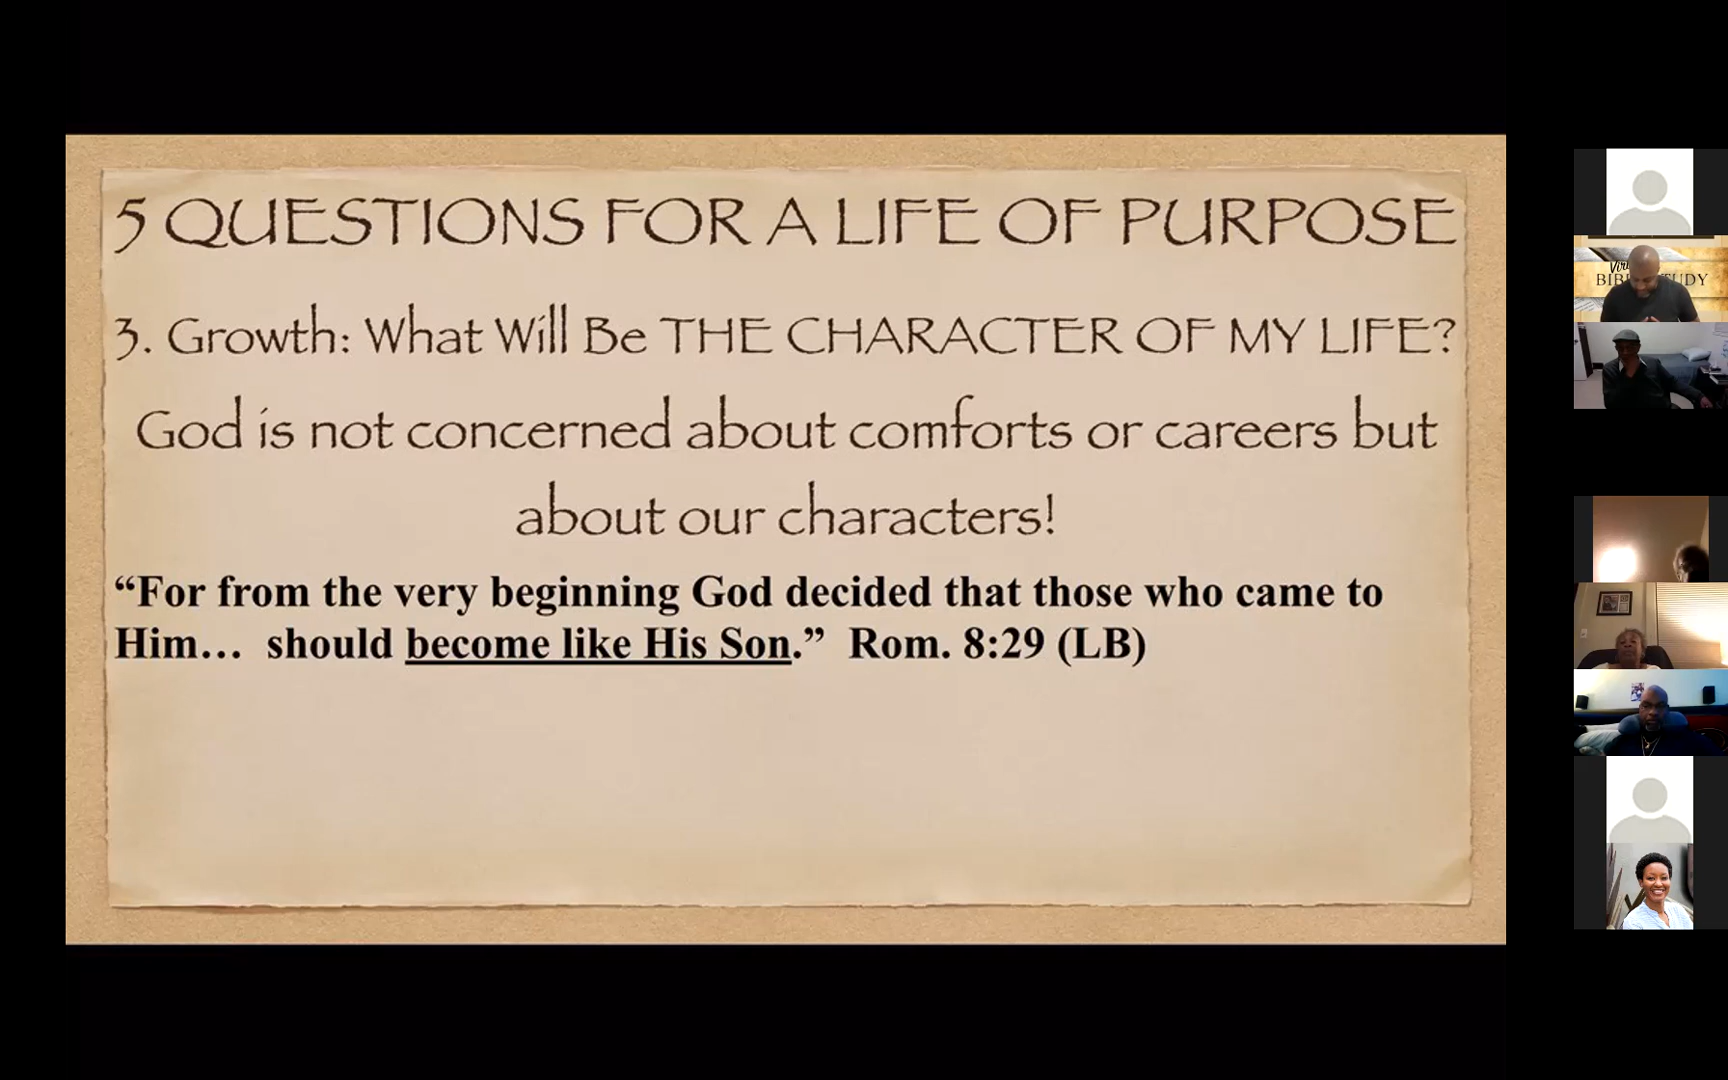 5 QUESTIONS FOR A LIFE OF PURPOSE
3. Growth: What Will Be THE CHARACTER OF MY LIFE?
God is not concerned about comforts or careers but
about our characters!
“For from the very beginning God decided that those who came to
Him… should become like His Son.” Rom. 8:29 (LB)